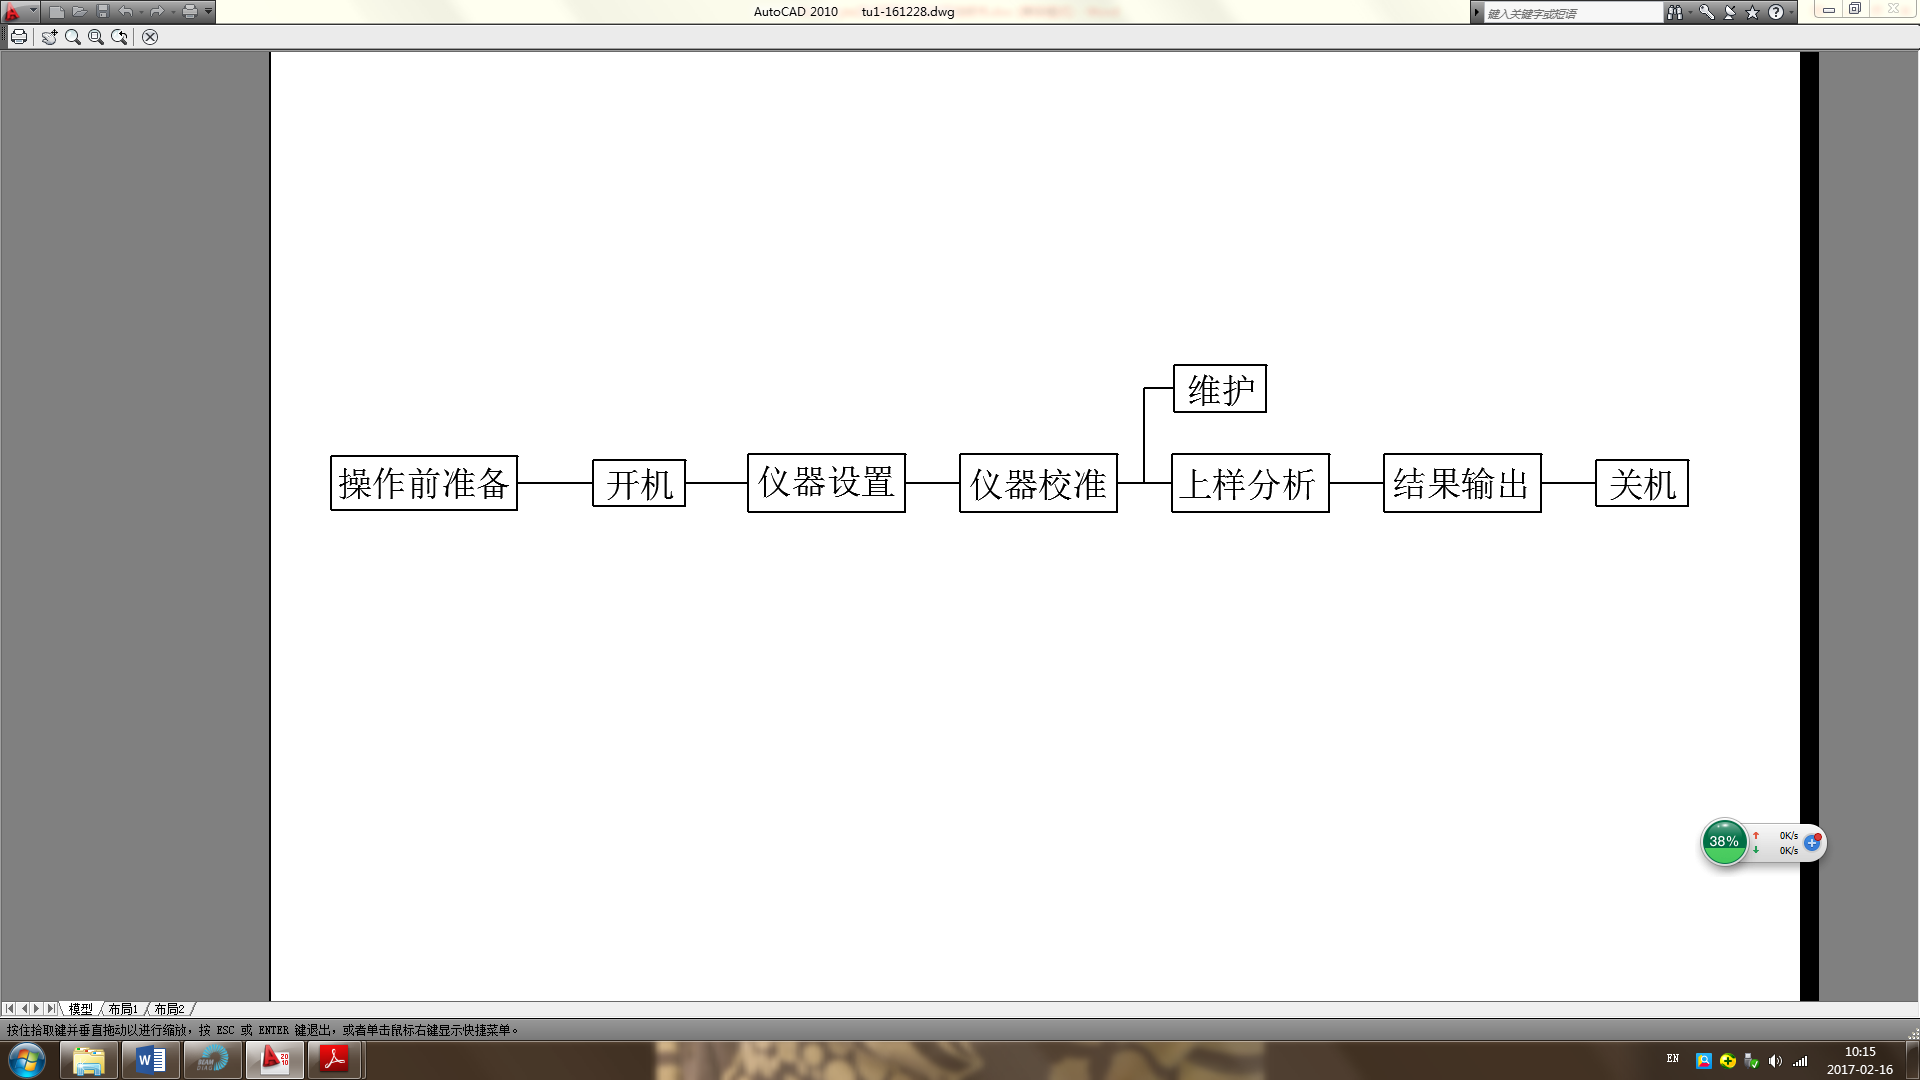 AutoCAD 2010 tu1-161228.dwg
键入关键字或短语
维护
操作前准备 开机 仪器设置 仪器校准 上样分析 结果输出 关机
38%
0K/s
0K/s
模型 布局1 布局2
按住拾取键并垂直拖动以进行缩放，按 ESC 或 ENTER 键退出，或者单击鼠标右键显示快捷菜单。
EN
10:15
2017-02-16